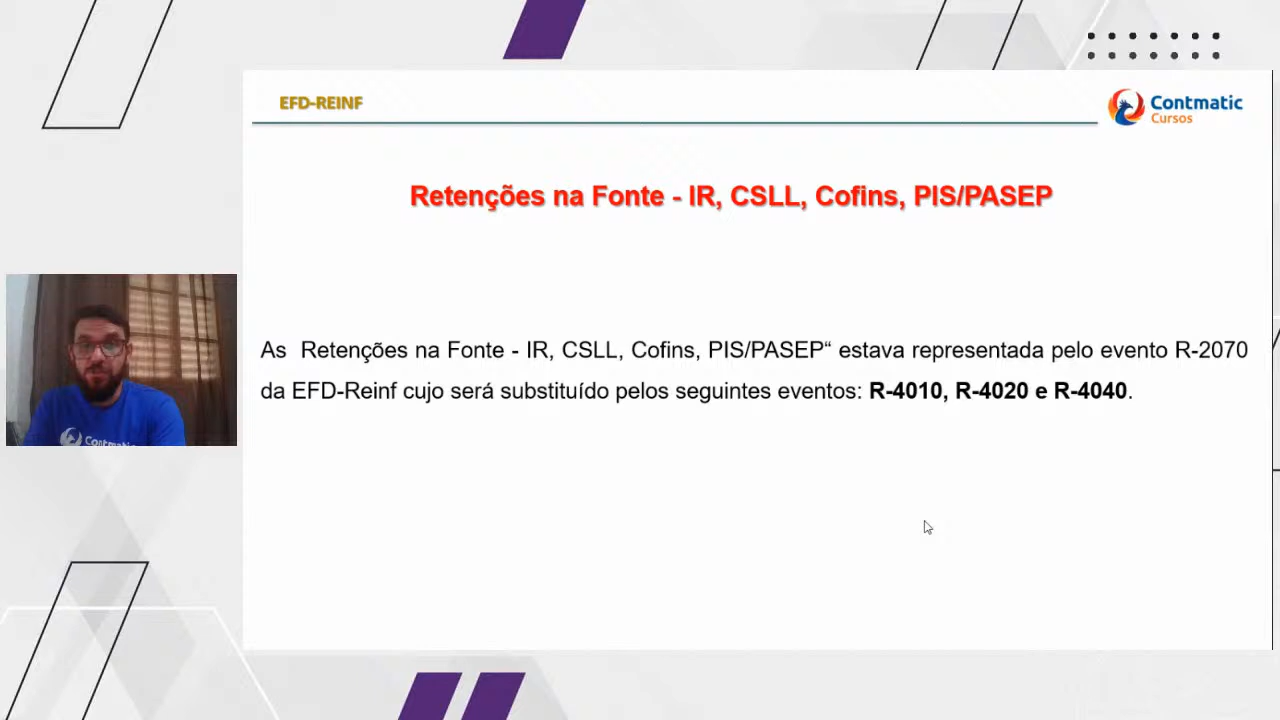 EFD-REINF
Contmatic
Cursos
Retenções na Fonte - IR, CSLL, Cofins, PIS/PASEP
As  Retenções na Fonte - IR, CSLL, Cofins, PIS/PASEP“ estava representada pelo evento R-2070
da EFD-Reinf cujo será substituído pelos seguintes eventos: R-4010, R-4020 e R-4040.